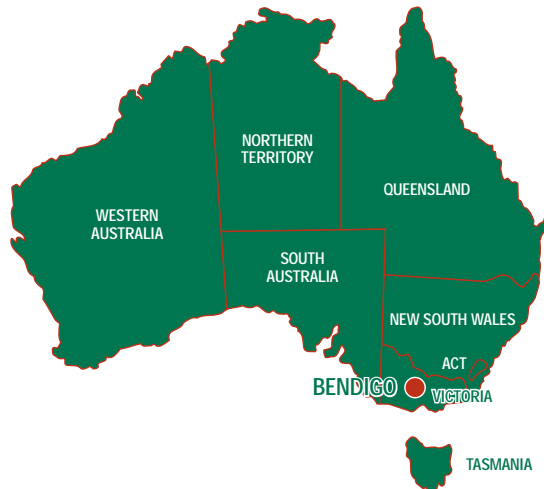 NORTHERN
TERRITORY
QUEENSLAND
WESTERN
AUSTRALIA
SOUTH
AUSTRALIA
NEW SOUTH WALES
ACT
BENDIGO
VICTORIA
TASMANIA